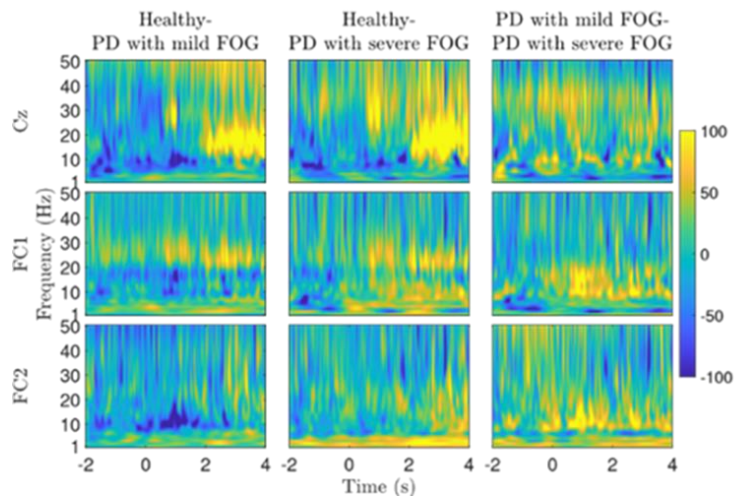 Healthy-
PD with mild FOG
Healthy-
PD with severe FOG
PD with mild FOG-
PD with severe FOG
Cz
50
40
30
20
10
1
FC1
Frequency (Hz)
50
40
30
20
10
1
FC2
50
40
30
20
10
1
-2 0 2 4
-2 0 2 4
-2 0 2 4
Time (s)
100
50
0
-50
-100